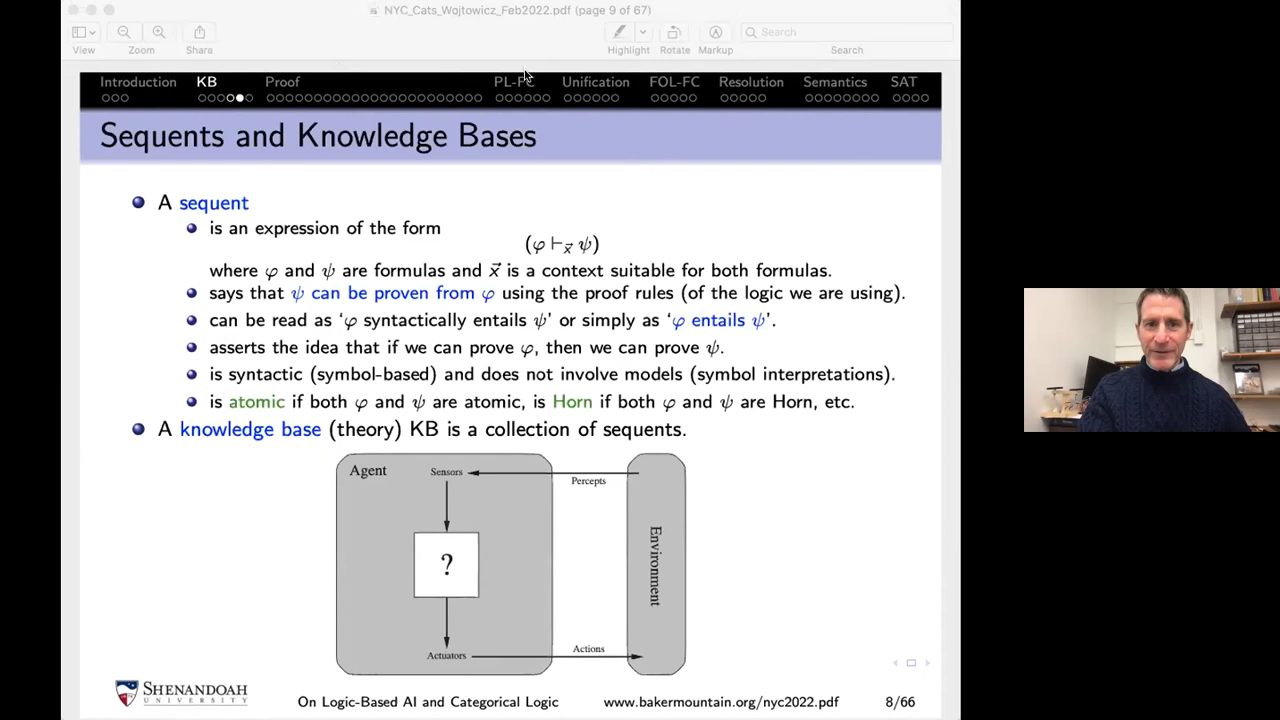 NYC_Cats_Wojtowicz_Feb2022.pdf (page 9 of 67)
View Zoom Share Highlight Rotate Markup Search
Search
Introduction KB Proof PL-FC Unification FOL-FC Resolution Semantics SAT
Sequents and Knowledge Bases
A sequent
is an expression of the form
(φ ⊢_x⃗ ψ)
where φ and ψ are formulas and x⃗ is a context suitable for both formulas.
says that ψ can be proven from φ using the proof rules (of the logic we are using).
can be read as ‘φ syntactically entails ψ’ or simply as ‘φ entails ψ’.
asserts the idea that if we can prove φ, then we can prove ψ.
is syntactic (symbol-based) and does not involve models (symbol interpretations).
is atomic if both φ and ψ are atomic, is Horn if both φ and ψ are Horn, etc.
A knowledge base (theory) KB is a collection of sequents.
Agent
Sensors
Percepts
?
Environment
Actuators
Actions
SHENANDOAH
UNIVERSITY
On Logic-Based AI and Categorical Logic www.bakermountain.org/nyc2022.pdf 8/66